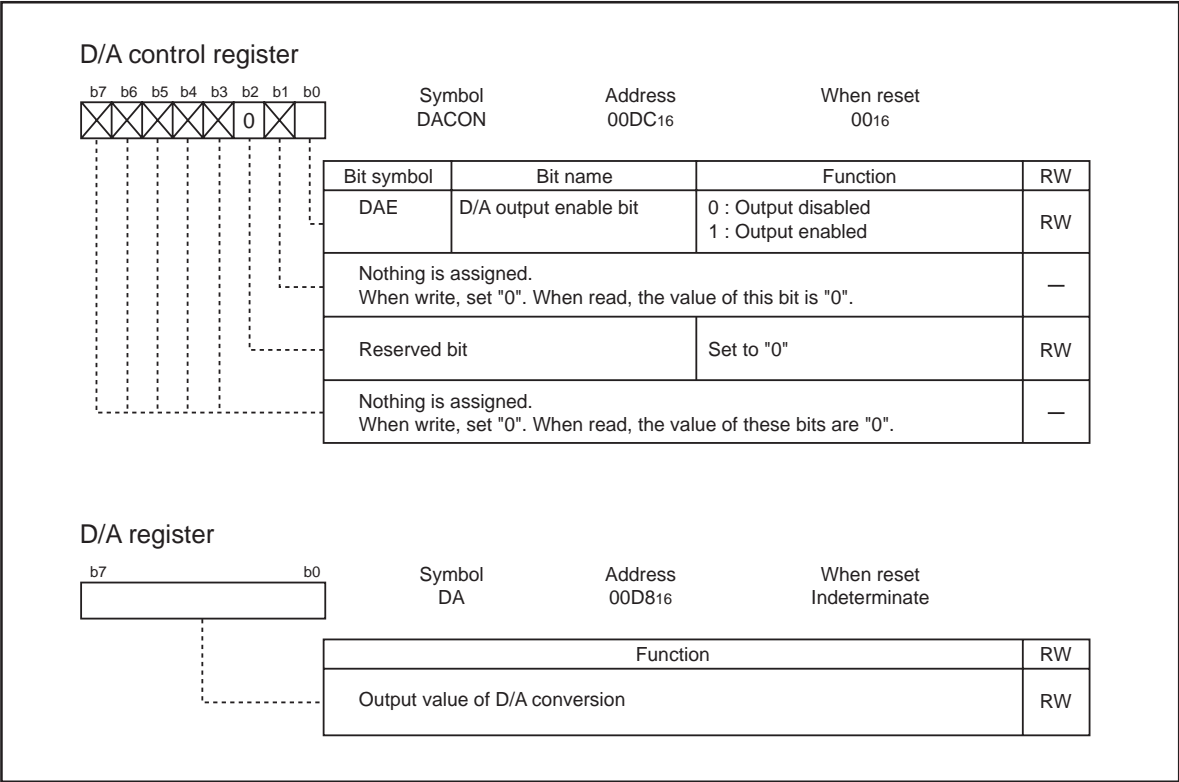 D/A control register
b7 b6 b5 b4 b3 b2 b1 b0
0
Symbol Address When reset
DACON 00DC16 0016
Bit symbol Bit name Function RW
DAE D/A output enable bit 0 : Output disabled
1 : Output enabled RW
Nothing is assigned.
When write, set "0". When read, the value of this bit is "0". —
Reserved bit Set to "0" RW
Nothing is assigned.
When write, set "0". When read, the value of these bits are "0". —
D/A register
b7 b0
Symbol Address When reset
DA 00D816 Indeterminate
Function RW
Output value of D/A conversion RW